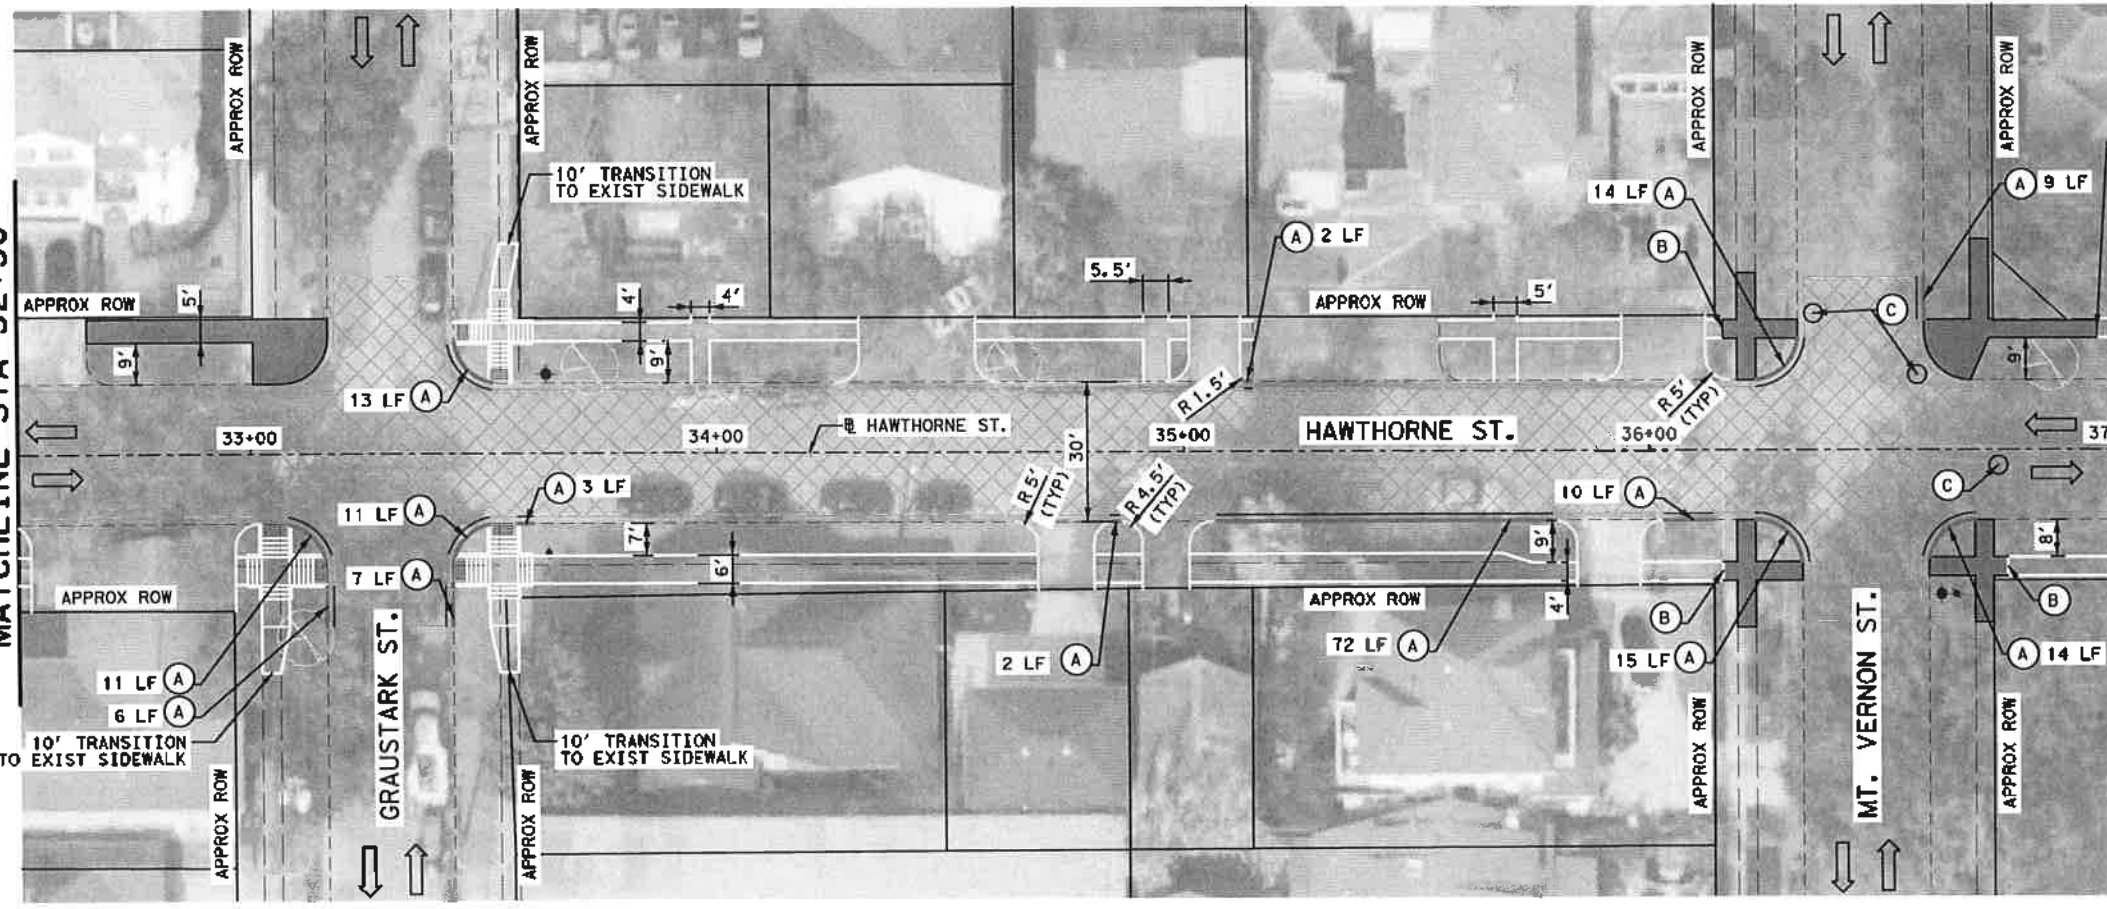 APPROX ROW
APPROX ROW
APPROX ROW
APPROX ROW
10' TRANSITION
TO EXIST SIDEWALK
14 LF A
A 9 LF
B
A 2 LF
5.5'
APPROX ROW
5'
4'
4'
APPROX ROW
5'
C
9'
9'
9'
13 LF A
R 1.5'
R 5'
(TYP)
33+00
34+00
HAWTHORNE ST.
30'
35+00
HAWTHORNE ST.
36+00
37
A 3 LF
11 LF A
R 5'
(TYP)
R 4.5'
(TYP)
10 LF A
C
7'
9'
8'
6'
7 LF A
4'
APPROX ROW
APPROX ROW
B
B
GRAUSTARK ST.
MT. VERNON ST.
2 LF A
72 LF A
15 LF A
A 14 LF
11 LF A
6 LF A
10' TRANSITION
TO EXIST SIDEWALK
10' TRANSITION
TO EXIST SIDEWALK
APPROX ROW
APPROX ROW
APPROX ROW
APPROX ROW